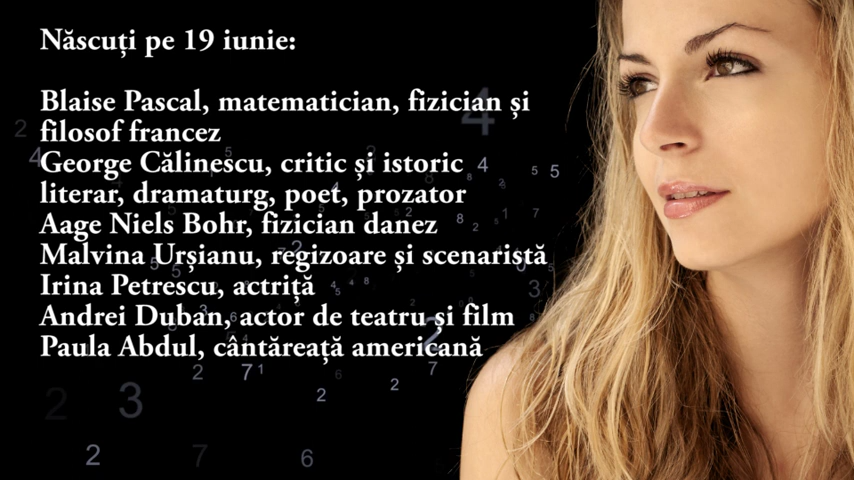 Născuți pe 19 iunie:
Blaise Pascal, matematician, fizician și
filosof francez
George Călinescu, critic și istoric
literar, dramaturg, poet, prozator
Aage Niels Bohr, fizician danez
Malvina Urșianu, regizoare și scenaristă
Irina Petrescu, actriță
Andrei Duban, actor de teatru și film
Paula Abdul, cântăreață americană